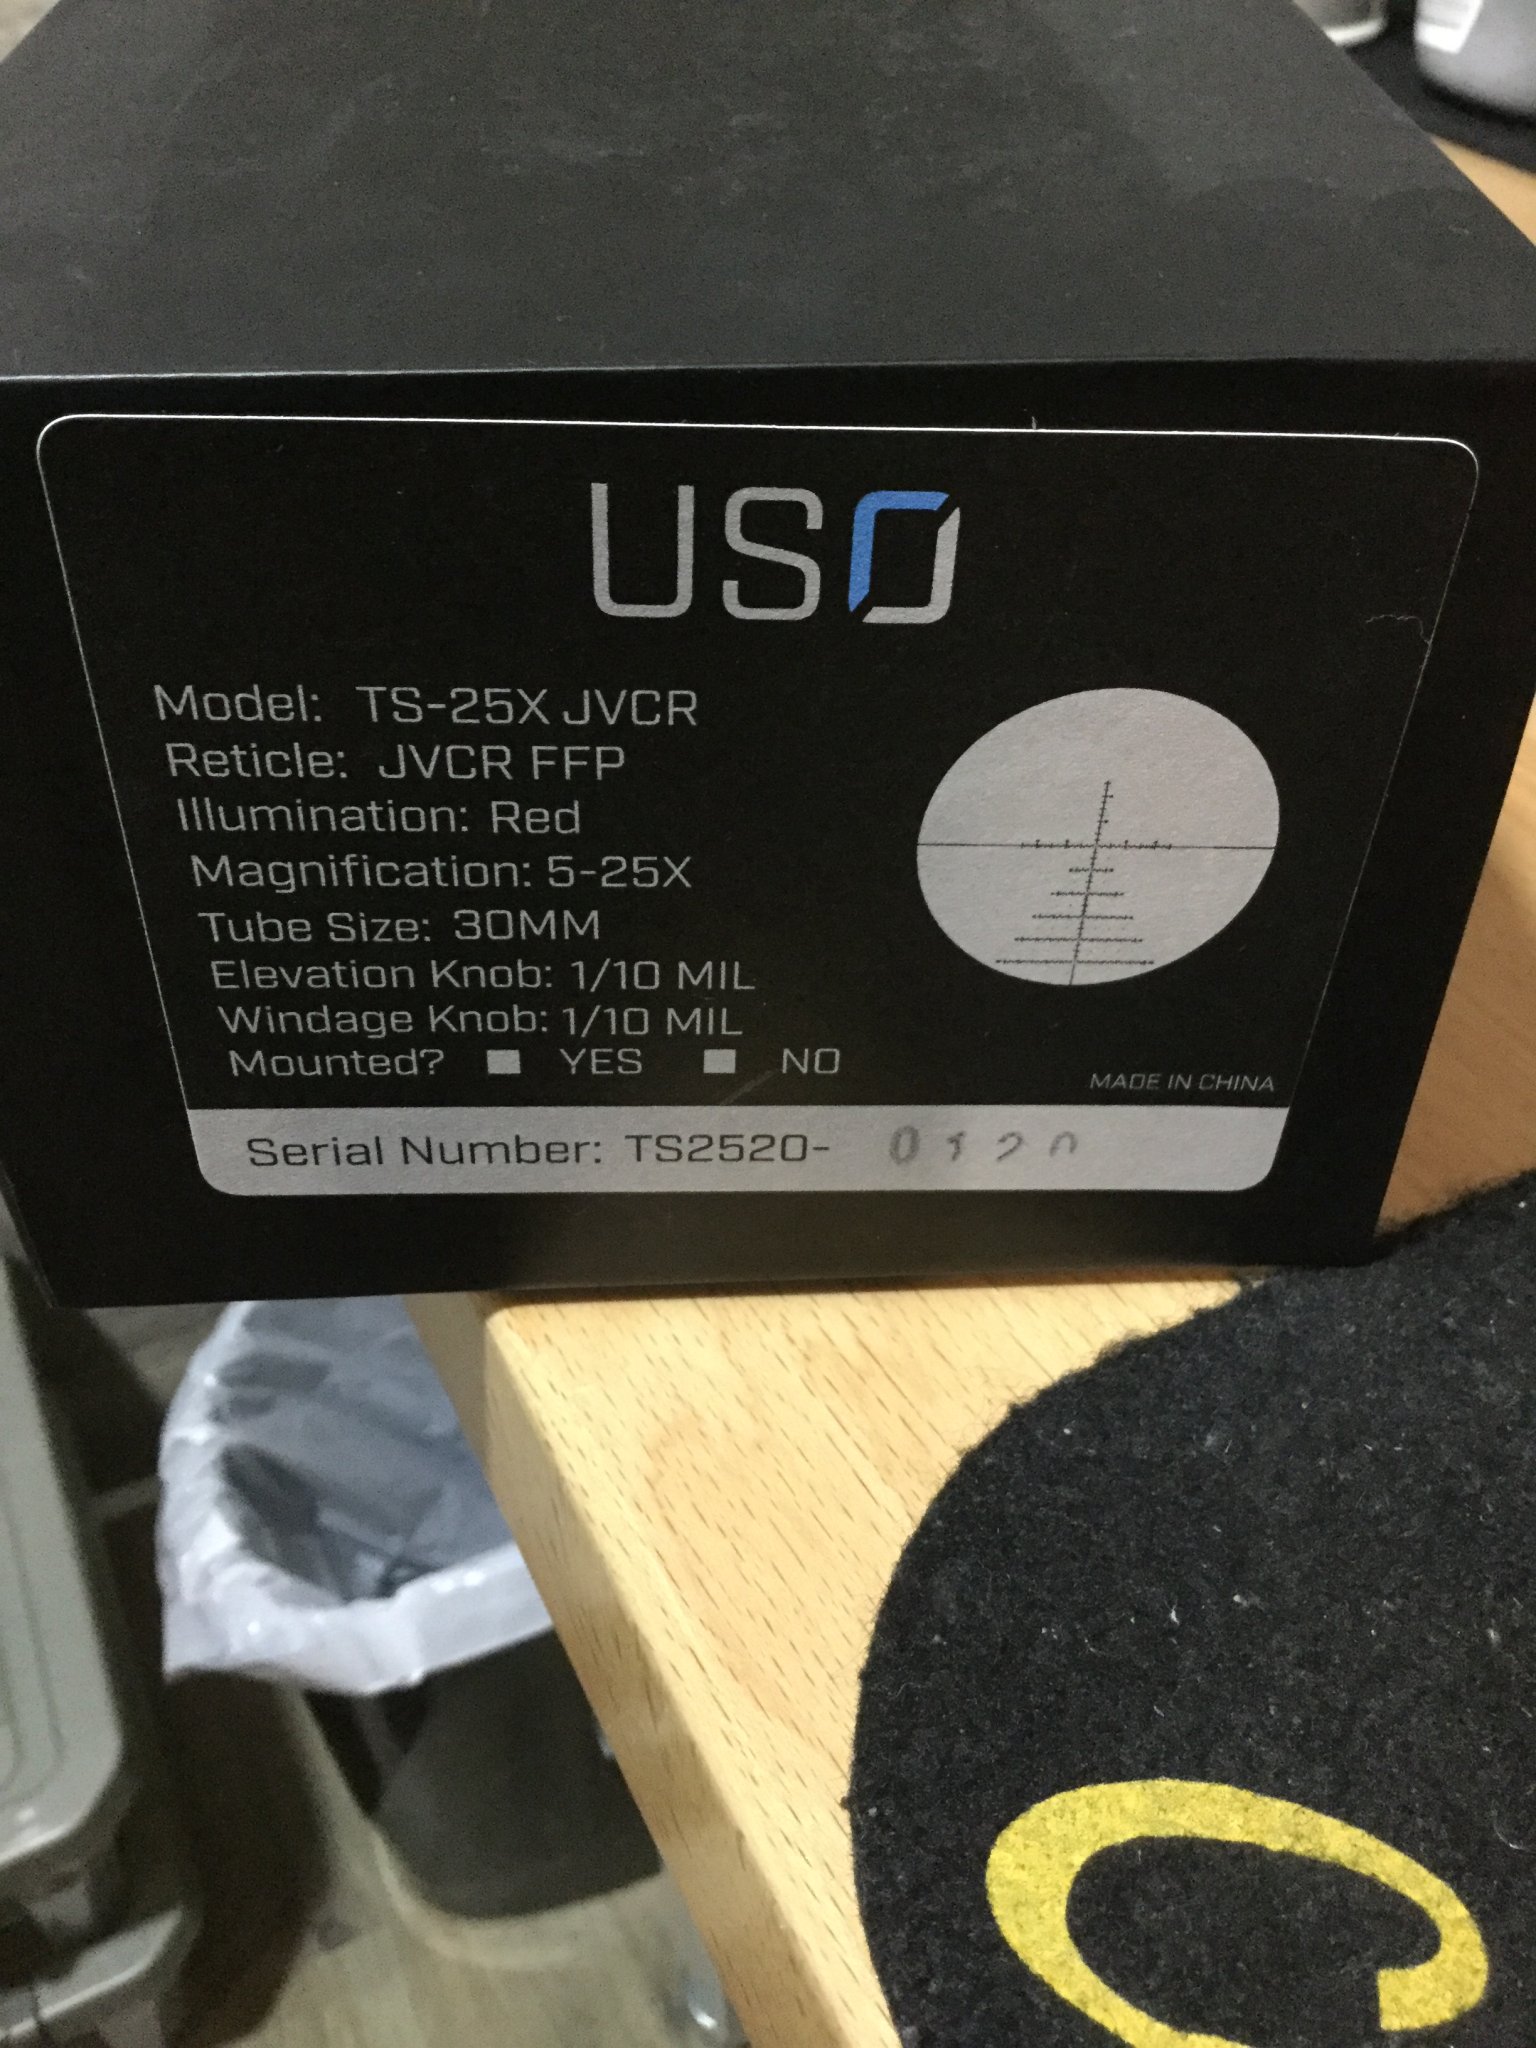 USO
Model: TS-25X JVCR
Reticle: JVCR FFP
Illumination: Red
Magnification: 5-25X
Tube Size: 30MM
Elevation Knob: 1/10 MIL
Windage Knob: 1/10 MIL
Mounted? YES NO
MADE IN CHINA
Serial Number: TS2520-
C